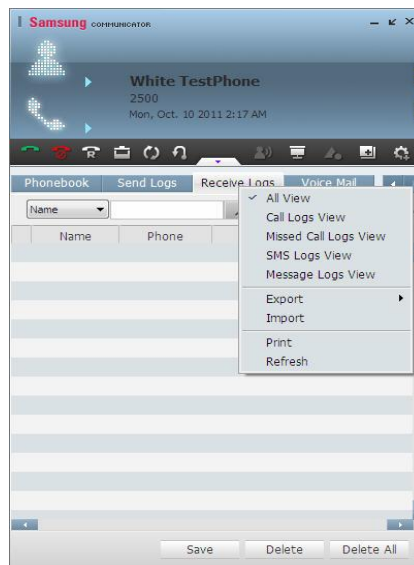 Samsung COMMUNICATOR
White TestPhone
2500
Mon, Oct. 10 2011 2:17 AM
Phonebook Send Logs Receive Logs Voice Mail
Name
Name Phone
All View
Call Logs View
Missed Call Logs View
SMS Logs View
Message Logs View
Export
Import
Print
Refresh
Save Delete Delete All